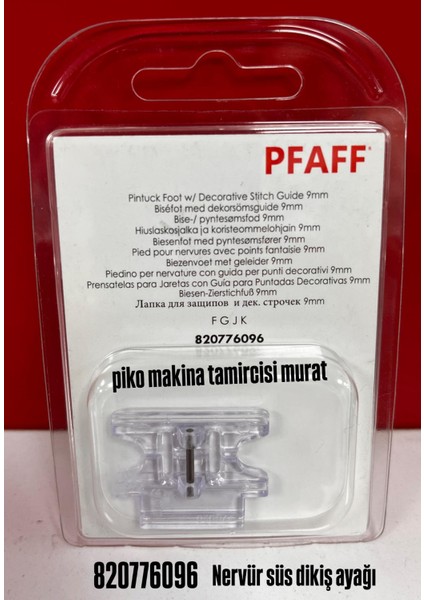 PFAFF
Pintuck Foot w/ Decorative Stitch Guide 9mm
Biséfot med dekorsömsguide 9mm
Bise-/ pyntesømsfod 9mm
Hiuslaskosjalka ja koristeommelohjain 9mm
Biesenfot med pyntesømsfører 9mm
Pied pour nervures avec points fantaisie 9mm
Biezenvoet met geleider 9mm
Piedino per nervature con guida per punti decorativi 9mm
Prensatelas para Jaretas con Guía para Puntadas Decorativas 9mm
Biesen-Zierstichfuß 9mm
Лапка для защипов и дек. строчек 9мм
F G J K
820776096
piko makina tamircisi murat
820776096 Nervür süs dikiş ayağı